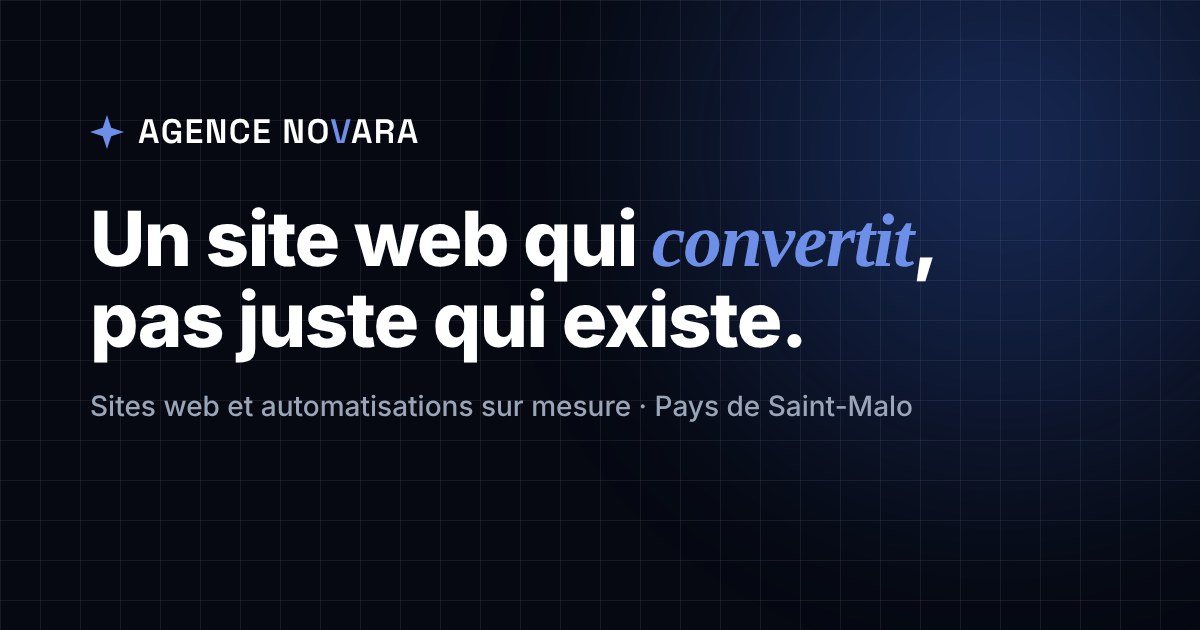 AGENCE NOVARA
Un site web qui convertit,
pas juste qui existe.
Sites web et automatisations sur mesure · Pays de Saint-Malo